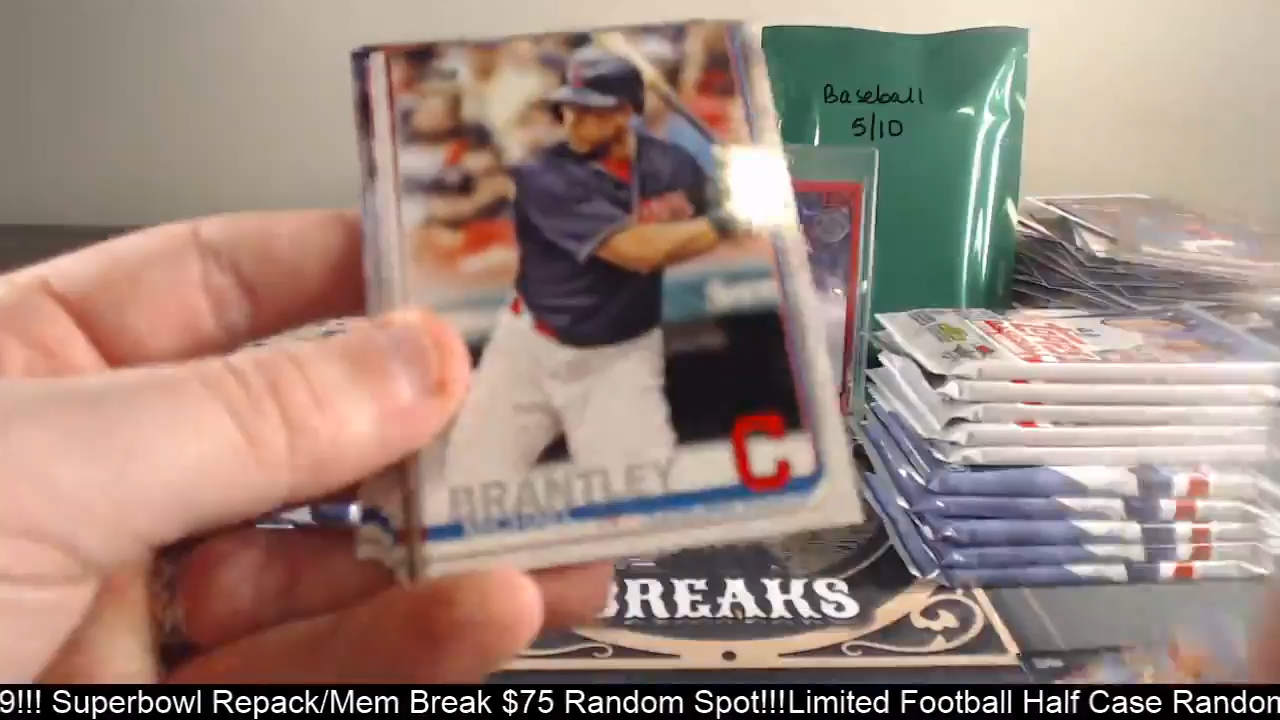 Baseball
5/10
BRANTLEY
C
BREAKS
9!!! Superbowl Repack/Mem Break $75 Random Spot!!!Limited Football Half Case Random